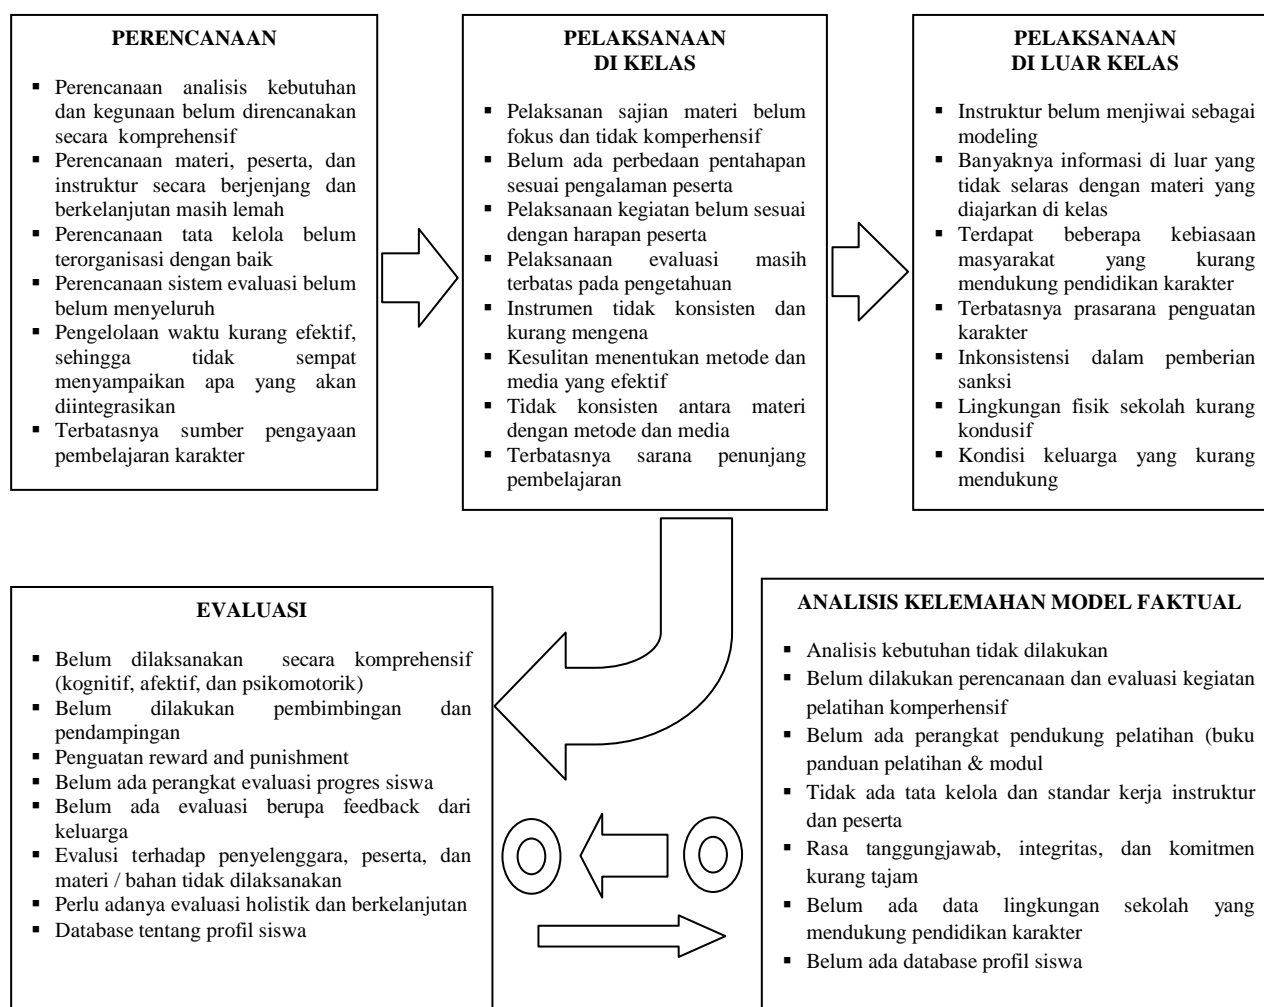 PERENCANAAN
▪ Perencanaan analisis kebutuhan
dan kegunaan belum direncanakan
secara komprehensif
▪ Perencanaan materi, peserta, dan
instruktur secara berjenjang dan
berkelanjutan masih lemah
▪ Perencanaan tata kelola belum
terorganisasi dengan baik
▪ Perencanaan sistem evaluasi belum
belum menyeluruh
▪ Pengelolaan waktu kurang efektif,
sehingga tidak sempat
menyampaikan apa yang akan
diintegrasikan
▪ Terbatasnya sumber pengayaan
pembelajaran karakter
PELAKSANAAN
DI KELAS
▪ Pelaksanan sajian materi belum
fokus dan tidak komperhensif
▪ Belum ada perbedaan pentahapan
sesuai pengalaman peserta
▪ Pelaksanaan kegiatan belum sesuai
dengan harapan peserta
▪ Pelaksanaan evaluasi masih
terbatas pada pengetahuan
▪ Instrumen tidak konsisten dan
kurang mengena
▪ Kesulitan menentukan metode dan
media yang efektif
▪ Tidak konsisten antara materi
dengan metode dan media
▪ Terbatasnya sarana penunjang
pembelajaran
PELAKSANAAN
DI LUAR KELAS
▪ Instruktur belum menjiwai sebagai
modeling
▪ Banyaknya informasi di luar yang
tidak selaras dengan materi yang
diajarkan di kelas
▪ Terdapat beberapa kebiasaan
masyarakat yang kurang
mendukung pendidikan karakter
▪ Terbatasnya prasarana penguatan
karakter
▪ Inkonsistensi dalam pemberian
sanksi
▪ Lingkungan fisik sekolah kurang
kondusif
▪ Kondisi keluarga yang kurang
mendukung
EVALUASI
▪ Belum dilaksanakan secara komprehensif
(kognitif, afektif, dan psikomotorik)
▪ Belum dilakukan pembimbingan dan
pendampingan
▪ Penguatan reward and punishment
▪ Belum ada perangkat evaluasi progres siswa
▪ Belum ada evaluasi berupa feedback dari
keluarga
▪ Evalusi terhadap penyelenggara, peserta, dan
materi / bahan tidak dilaksanakan
▪ Perlu adanya evaluasi holistik dan berkelanjutan
▪ Database tentang profil siswa
ANALISIS KELEMAHAN MODEL FAKTUAL
▪ Analisis kebutuhan tidak dilakukan
▪ Belum dilakukan perencanaan dan evaluasi kegiatan
pelatihan komperhensif
▪ Belum ada perangkat pendukung pelatihan (buku
panduan pelatihan & modul
▪ Tidak ada tata kelola dan standar kerja instruktur
dan peserta
▪ Rasa tanggungjawab, integritas, dan komitmen
kurang tajam
▪ Belum ada data lingkungan sekolah yang
mendukung pendidikan karakter
▪ Belum ada database profil siswa